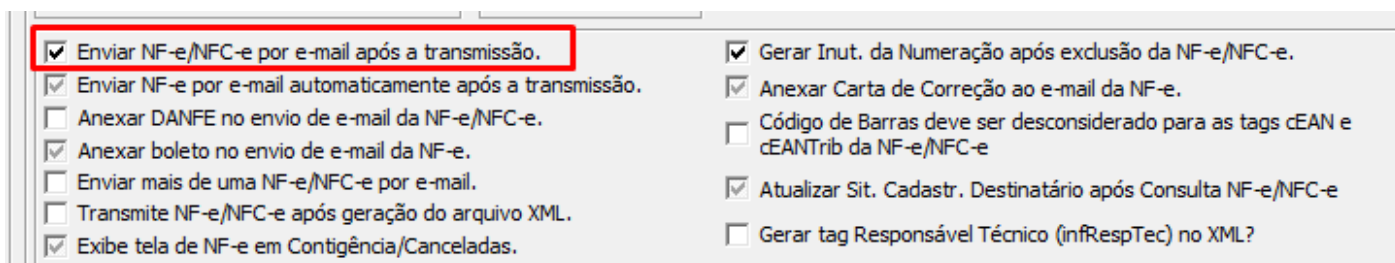 Enviar NF-e/NFC-e por e-mail após a transmissão.
Enviar NF-e por e-mail automaticamente após a transmissão.
Anexar DANFE no envio de e-mail da NF-e/NFC-e.
Anexar boleto no envio de e-mail da NF-e.
Enviar mais de uma NF-e/NFC-e por e-mail.
Transmite NF-e/NFC-e após geração do arquivo XML.
Exibe tela de NF-e em Contigência/Canceladas.
Gerar Inut. da Numeração após exclusão da NF-e/NFC-e.
Anexar Carta de Correção ao e-mail da NF-e.
Código de Barras deve ser desconsiderado para as tags cEAN e
cEANTrib da NF-e/NFC-e
Atualizar Sit. Cadastr. Destinatário após Consulta NF-e/NFC-e
Gerar tag Responsável Técnico (infRespTec) no XML?